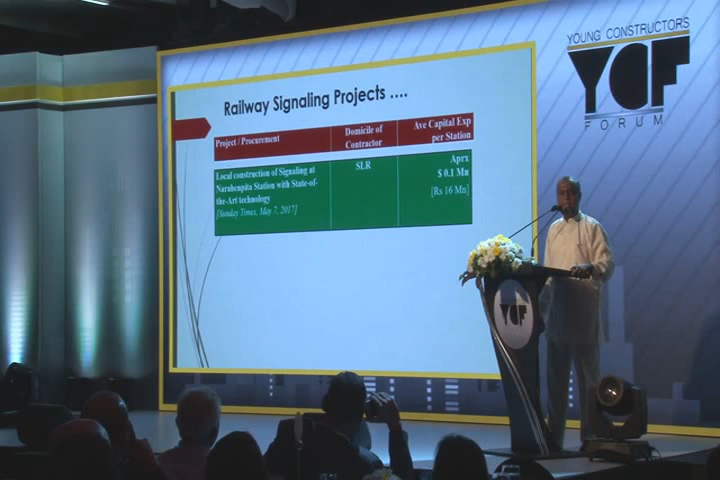 YOUNG CONSTRUCTORS
YCF
FORUM
Railway Signaling Projects ....
Project / Procurement
Domicile of
Contractor
Ave Capital Exp
per Station
Local construction of Signaling at
Narahenpita Station with State-of-
the-Art technology
[Sunday Times, May 7, 2017]
SLR
Aprx
$ 0.1 Mn
[Rs 16 Mn]
YCF